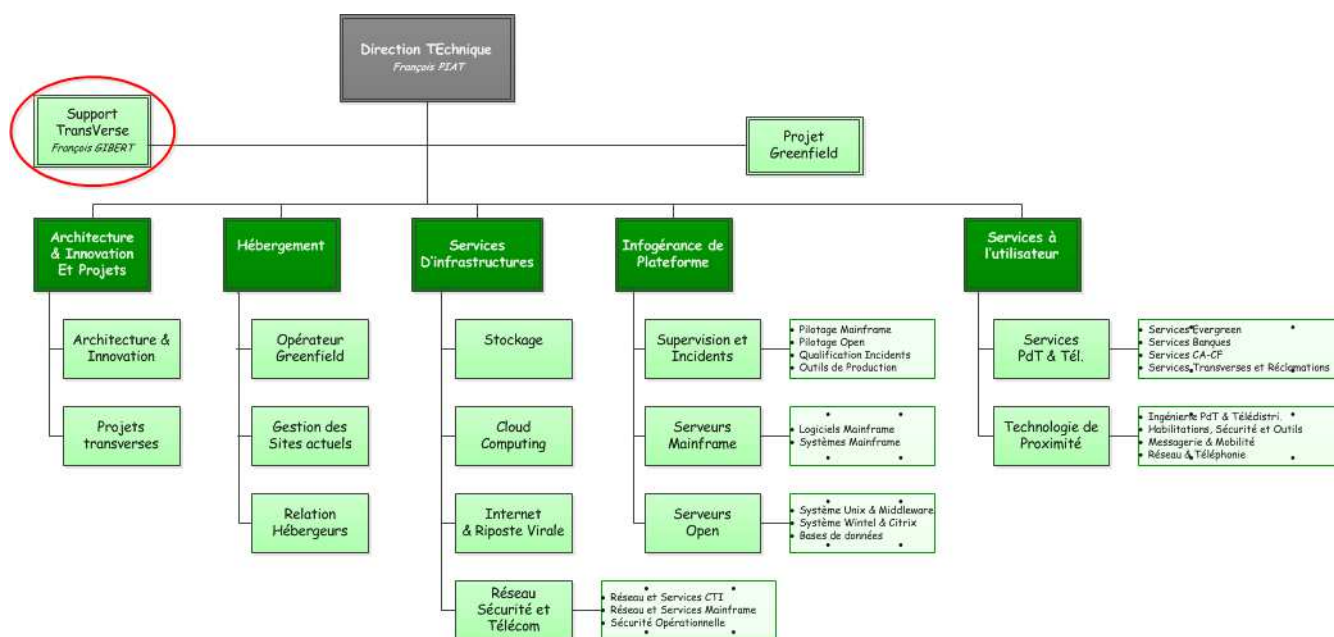 Direction TEchnique
François PIAT
Support
TransVerse
François GIBERT
Projet
Greenfield
Architecture
& Innovation
Et Projets
Hébergement
Services
D'infrastructures
Infogérance de
Plateforme
Services à
l'utilisateur
Architecture &
Innovation
Projets
transverses
Opérateur
Greenfield
Gestion des
Sites actuels
Relation
Hébergeurs
Stockage
Cloud
Computing
Internet
& Riposte Virale
Réseau
Sécurité et
Télécom
• Réseau et Services CTI
• Réseau et Services Mainframe
• Sécurité Opérationnelle
Supervision et
Incidents
• Pilotage Mainframe
• Pilotage Open
• Qualification Incidents
• Outils de Production
Serveurs
Mainframe
• Logiciels Mainframe
• Systèmes Mainframe
Serveurs
Open
• Système Unix & Middleware
• Système Wintel & Citrix
• Bases de données
Services
PdT & Tél.
• Services Evergreen
• Services Banques
• Services CA-CF
• Services Transverses et Réclamations
Technologie de
Proximité
• Ingénierie PdT & Télédistri.
• Habilitations, Sécurité et Outils
• Messagerie & Mobilité
• Réseau & Téléphonie